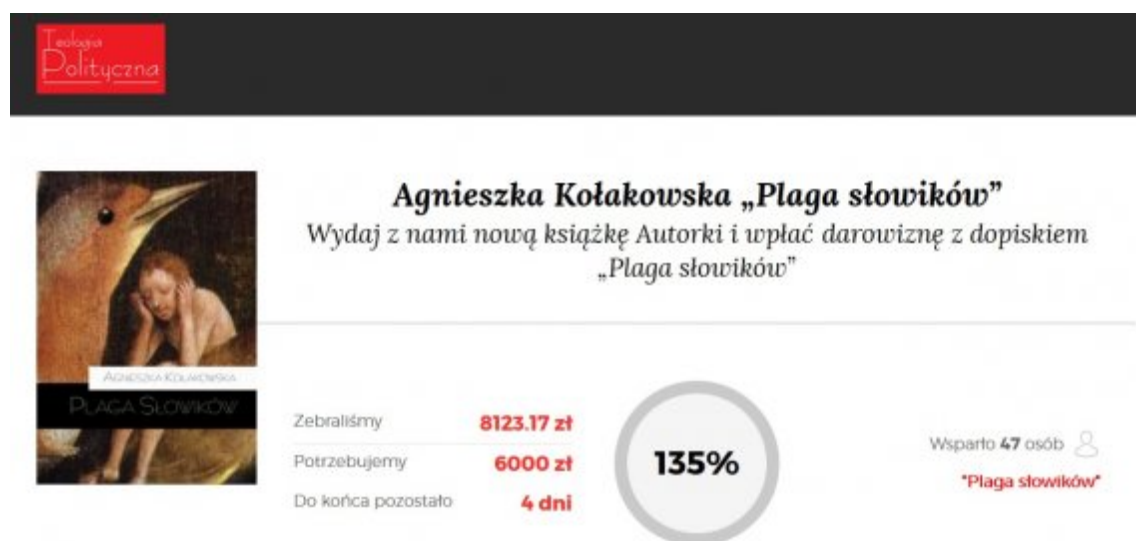 Teologia
Polityczna
Agnieszka Kołakowska „Plaga słowików”
Wydaj z nami nową książkę Autorki i wpłać darowiznę z dopiskiem
„Plaga słowików”
Agnieszka Kołakowska
Plaga Słowików
Zebraliśmy 8123.17 zł
Potrzebujemy 6000 zł
Do końca pozostało 4 dni
135%
Wsparło 47 osób
"Plaga słowików"